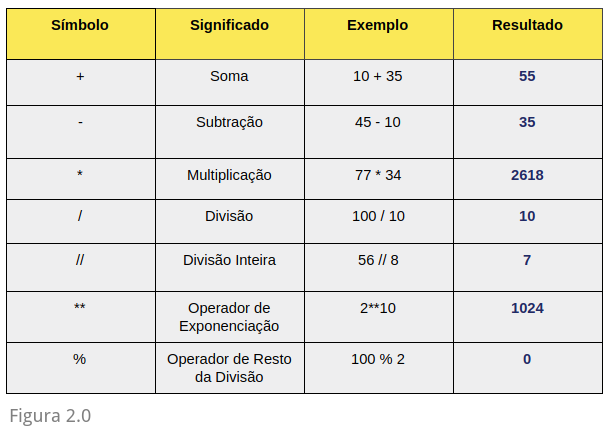 Símbolo Significado Exemplo Resultado
+ Soma 10 + 35 55
- Subtração 45 - 10 35
* Multiplicação 77 * 34 2618
/ Divisão 100 / 10 10
// Divisão Inteira 56 // 8 7
** Operador de Exponenciação 2**10 1024
% Operador de Resto da Divisão 100 % 2 0
Figura 2.0